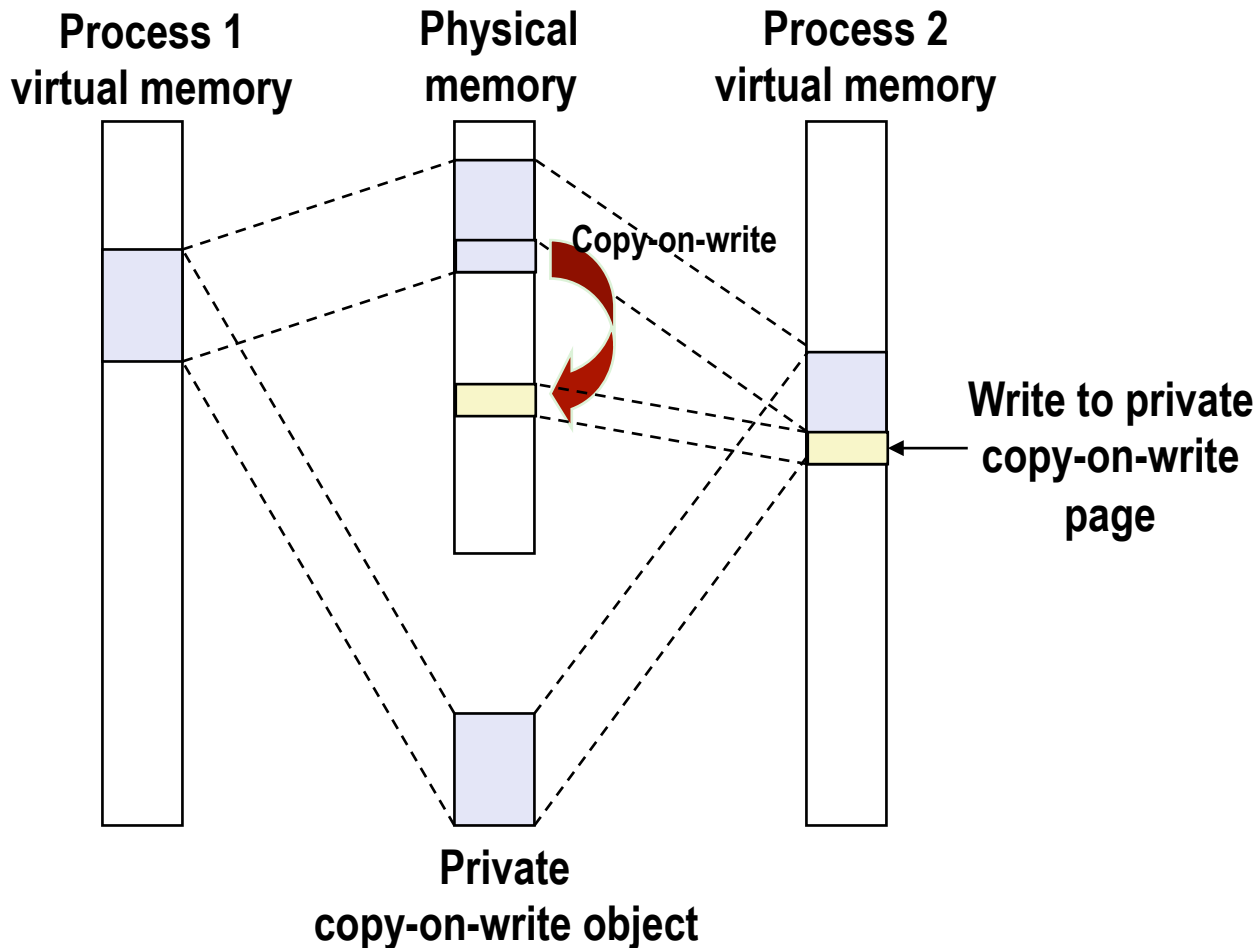 Process 1
virtual memory
Physical
memory
Process 2
virtual memory
Copy-on-write
Write to private
copy-on-write
page
Private
copy-on-write object